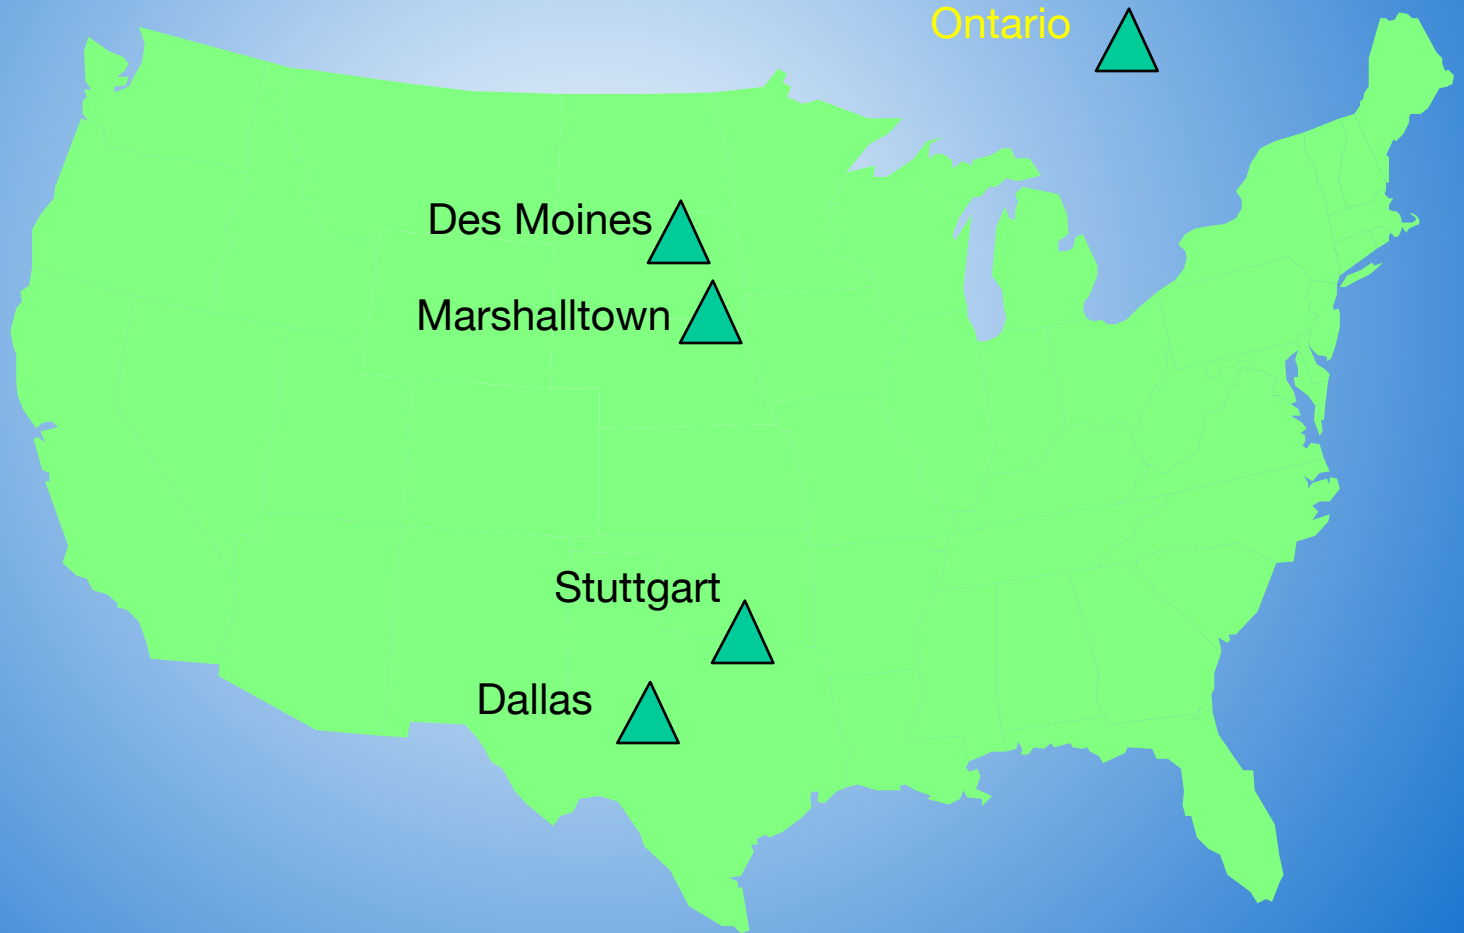 Ontario
Des Moines
Marshalltown
Stuttgart
Dallas